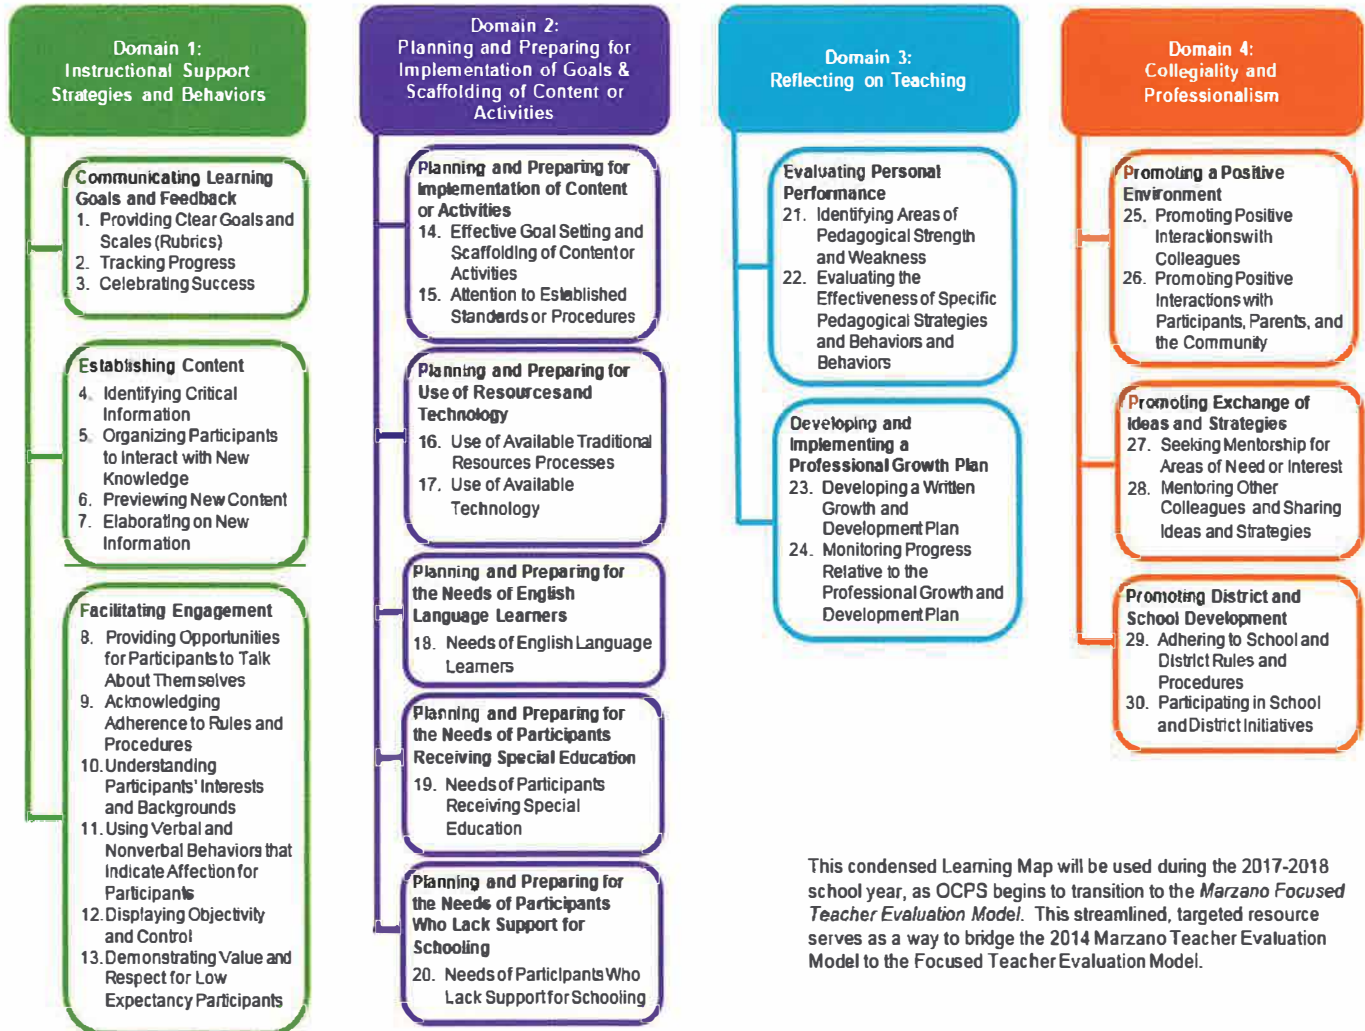 Domain 1:
Instructional Support
Strategies and Behaviors
Communicating Learning
Goals and Feedback
1. Providing Clear Goals and
Scales (Rubrics)
2. Tracking Progress
3. Celebrating Success
Establishing Content
4. Identifying Critical
Information
5. Organizing Participants
to Interact with New
Knowledge
6. Previewing New Content
7. Elaborating on New
Information
Facilitating Engagement
8. Providing Opportunities
for Participants to Talk
About Themselves
9. Acknowledging
Adherence to Rules and
Procedures
10. Understanding
Participants' Interests
and Backgrounds
11. Using Verbal and
Nonverbal Behaviors that
Indicate Affection for
Participants
12. Displaying Objectivity
and Control
13. Demonstrating Value and
Respect for Low
Expectancy Participants
Domain 2:
Planning and Preparing for
Implementation of Goals &
Scaffolding of Content or
Activities
Planning and Preparing for
Implementation of Content
or Activities
14. Effective Goal Setting and
Scaffolding of Content or
Activities
15. Attention to Established
Standards or Procedures
Planning and Preparing for
Use of Resources and
Technology
16. Use of Available Traditional
Resources Processes
17. Use of Available
Technology
Planning and Preparing for
the Needs of English
Language Learners
18. Needs of English Language
Learners
Planning and Preparing for
the Needs of Participants
Receiving Special Education
19. Needs of Participants
Receiving Special
Education
Planning and Preparing for
the Needs of Participants
Who Lack Support for
Schooling
20. Needs of Participants Who
Lack Support for Schooling
Domain 3:
Reflecting on Teaching
Evaluating Personal
Performance
21. Identifying Areas of
Pedagogical Strength
and Weakness
22. Evaluating the
Effectiveness of Specific
Pedagogical Strategies
and Behaviors and
Behaviors
Developing and
Implementing a
Professional Growth Plan
23. Developing a Written
Growth and
Development Plan
24. Monitoring Progress
Relative to the
Professional Growth and
Development Plan
Domain 4:
Collegiality and
Professionalism
Promoting a Positive
Environment
25. Promoting Positive
Interactions with
Colleagues
26. Promoting Positive
Interactions with
Participants, Parents, and
the Community
Promoting Exchange of
Ideas and Strategies
27. Seeking Mentorship for
Areas of Need or Interest
28. Mentoring Other
Colleagues and Sharing
Ideas and Strategies
Promoting District and
School Development
29. Adhering to School and
District Rules and
Procedures
30. Participating in School
and District Initiatives
This condensed Learning Map will be used during the 2017-2018
school year, as OCPS begins to transition to the Marzano Focused
Teacher Evaluation Model. This streamlined, targeted resource
serves as a way to bridge the 2014 Marzano Teacher Evaluation
Model to the Focused Teacher Evaluation Model.